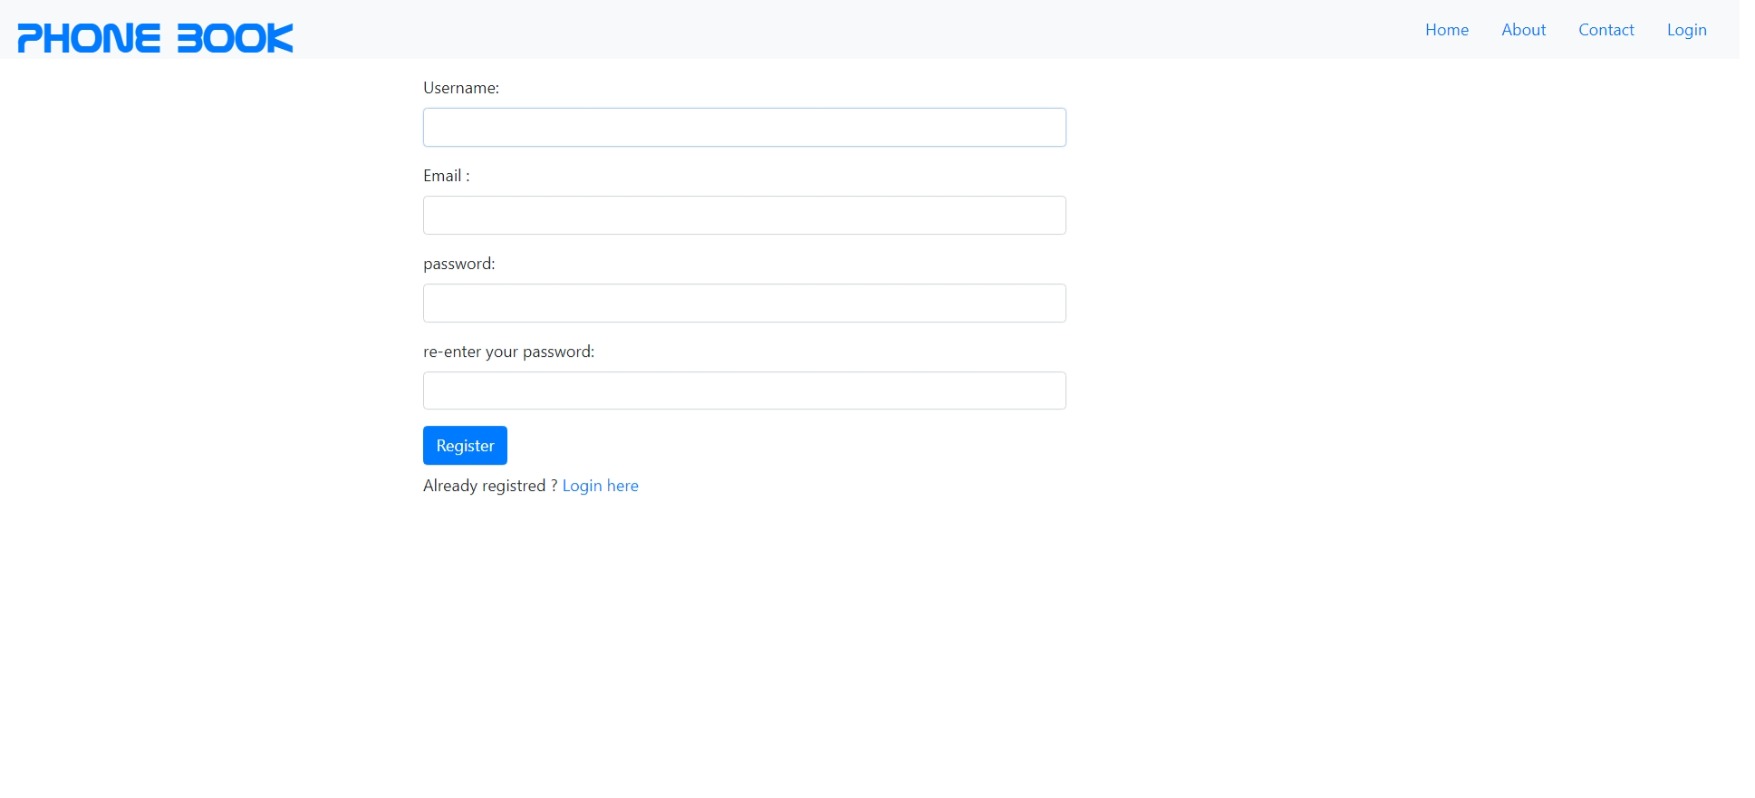 PHONE BOOK
Home About Contact Login
Username:
Email :
password:
re-enter your password:
Register
Already registred ? Login here